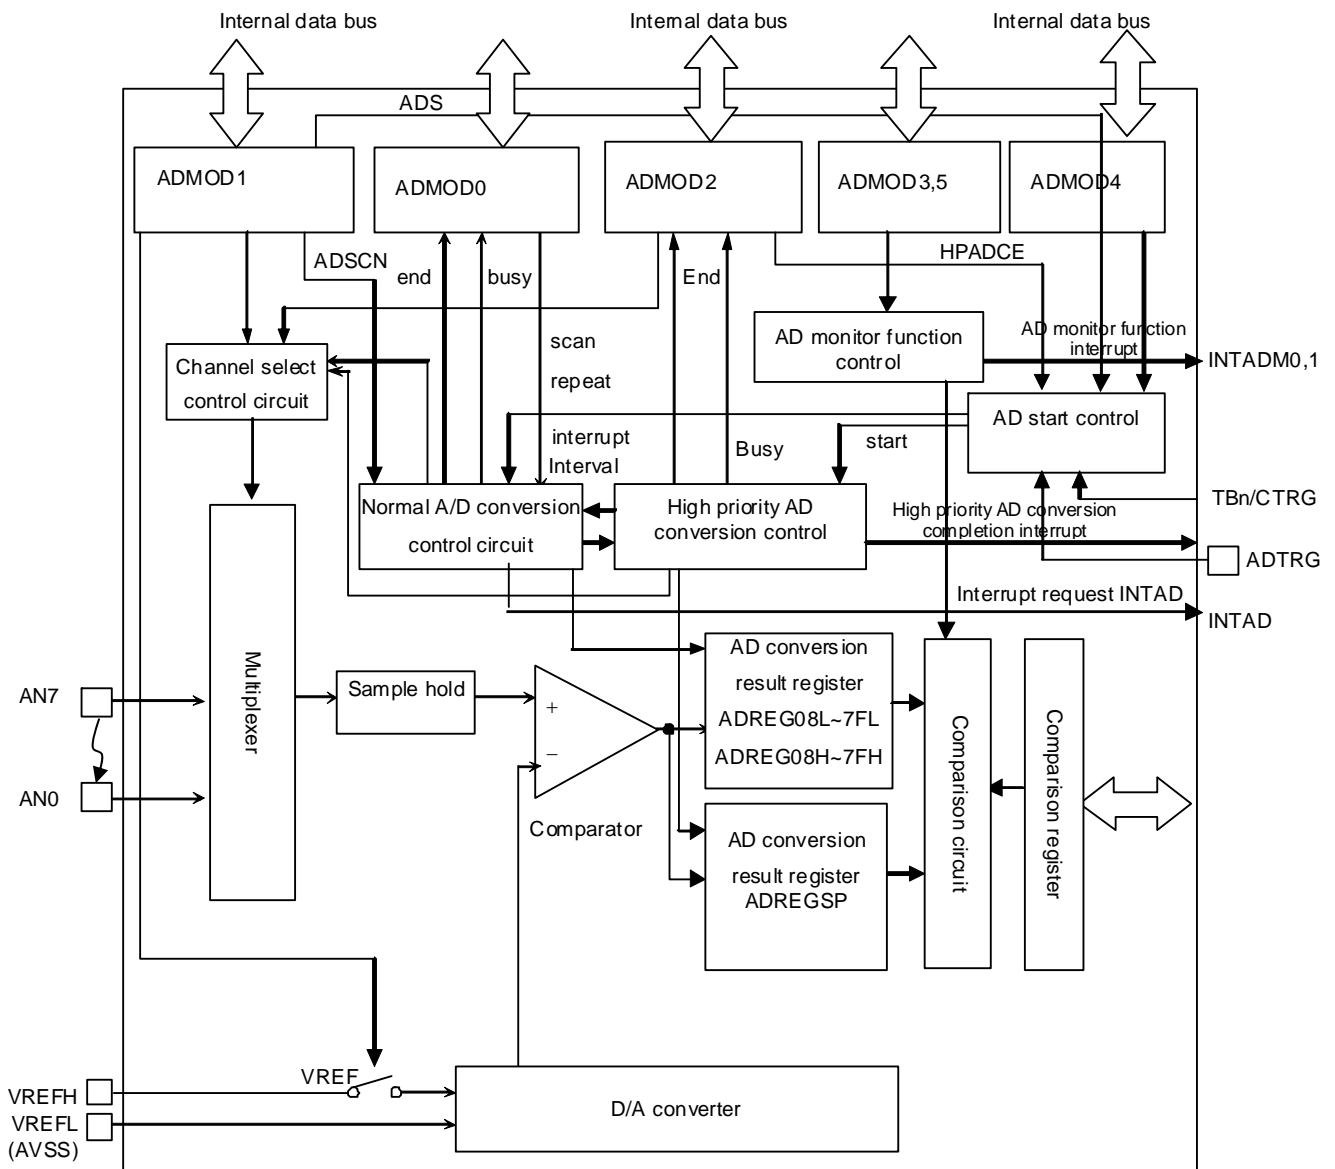 Internal data bus
Internal data bus
Internal data bus
ADS
ADMOD1
ADMOD0
ADMOD2
ADMOD3,5
ADMOD4
ADSCN
end
busy
End
HPADCE
AD monitor function
control
AD monitor function
interrupt
INTADM0,1
Channel select
control circuit
scan
repeat
AD start control
start
interrupt
Interval
Busy
TBn/CTRG
Normal A/D conversion
control circuit
High priority AD
conversion control
High priority AD conversion
completion interrupt
ADTRG
Interrupt request INTAD
INTAD
Multiplexer
Sample hold
AN7
AN0
+
−
Comparator
AD conversion
result register
ADREG08L~7FL
ADREG08H~7FH
AD conversion
result register
ADREGSP
Comparison circuit
Comparison register
VREF
VREFH
VREFL
(AVSS)
D/A converter